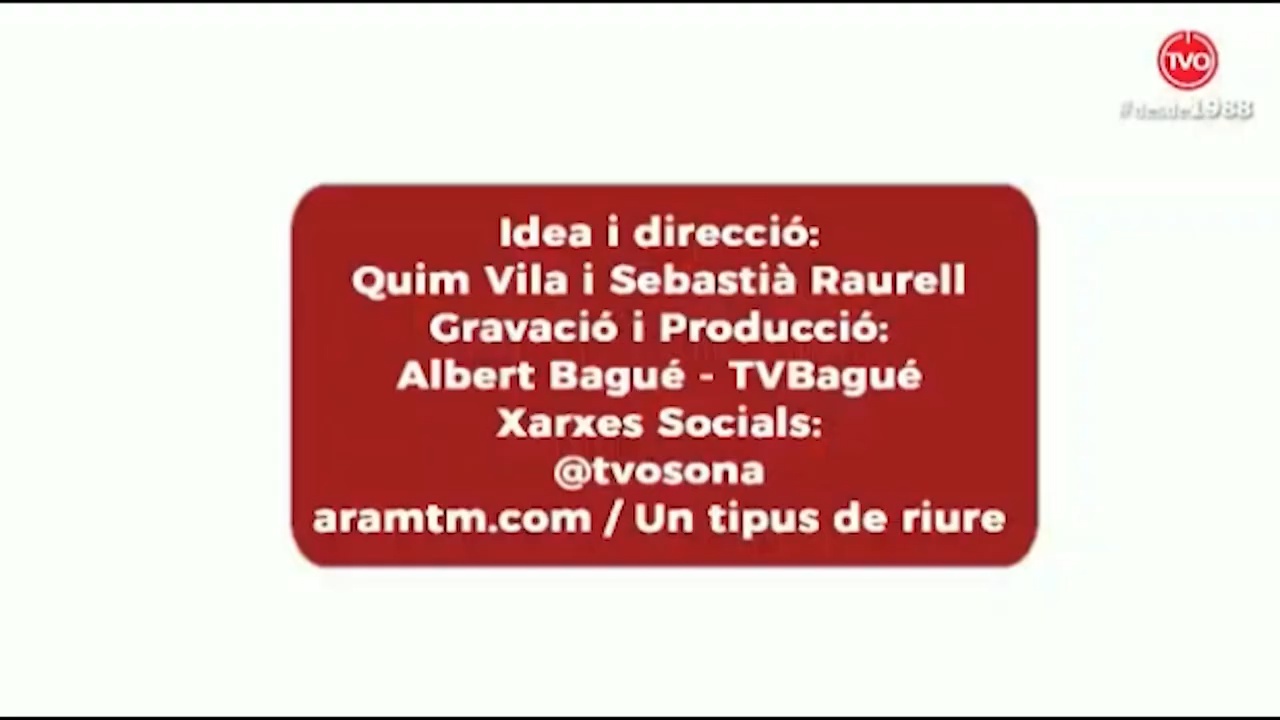 TVO
#desde1988
Idea i direcció:
Quim Vila i Sebastià Raurell
Gravació i Producció:
Albert Bagué - TVBagué
Xarxes Socials:
@tvosona
aramtm.com / Un tipus de riure